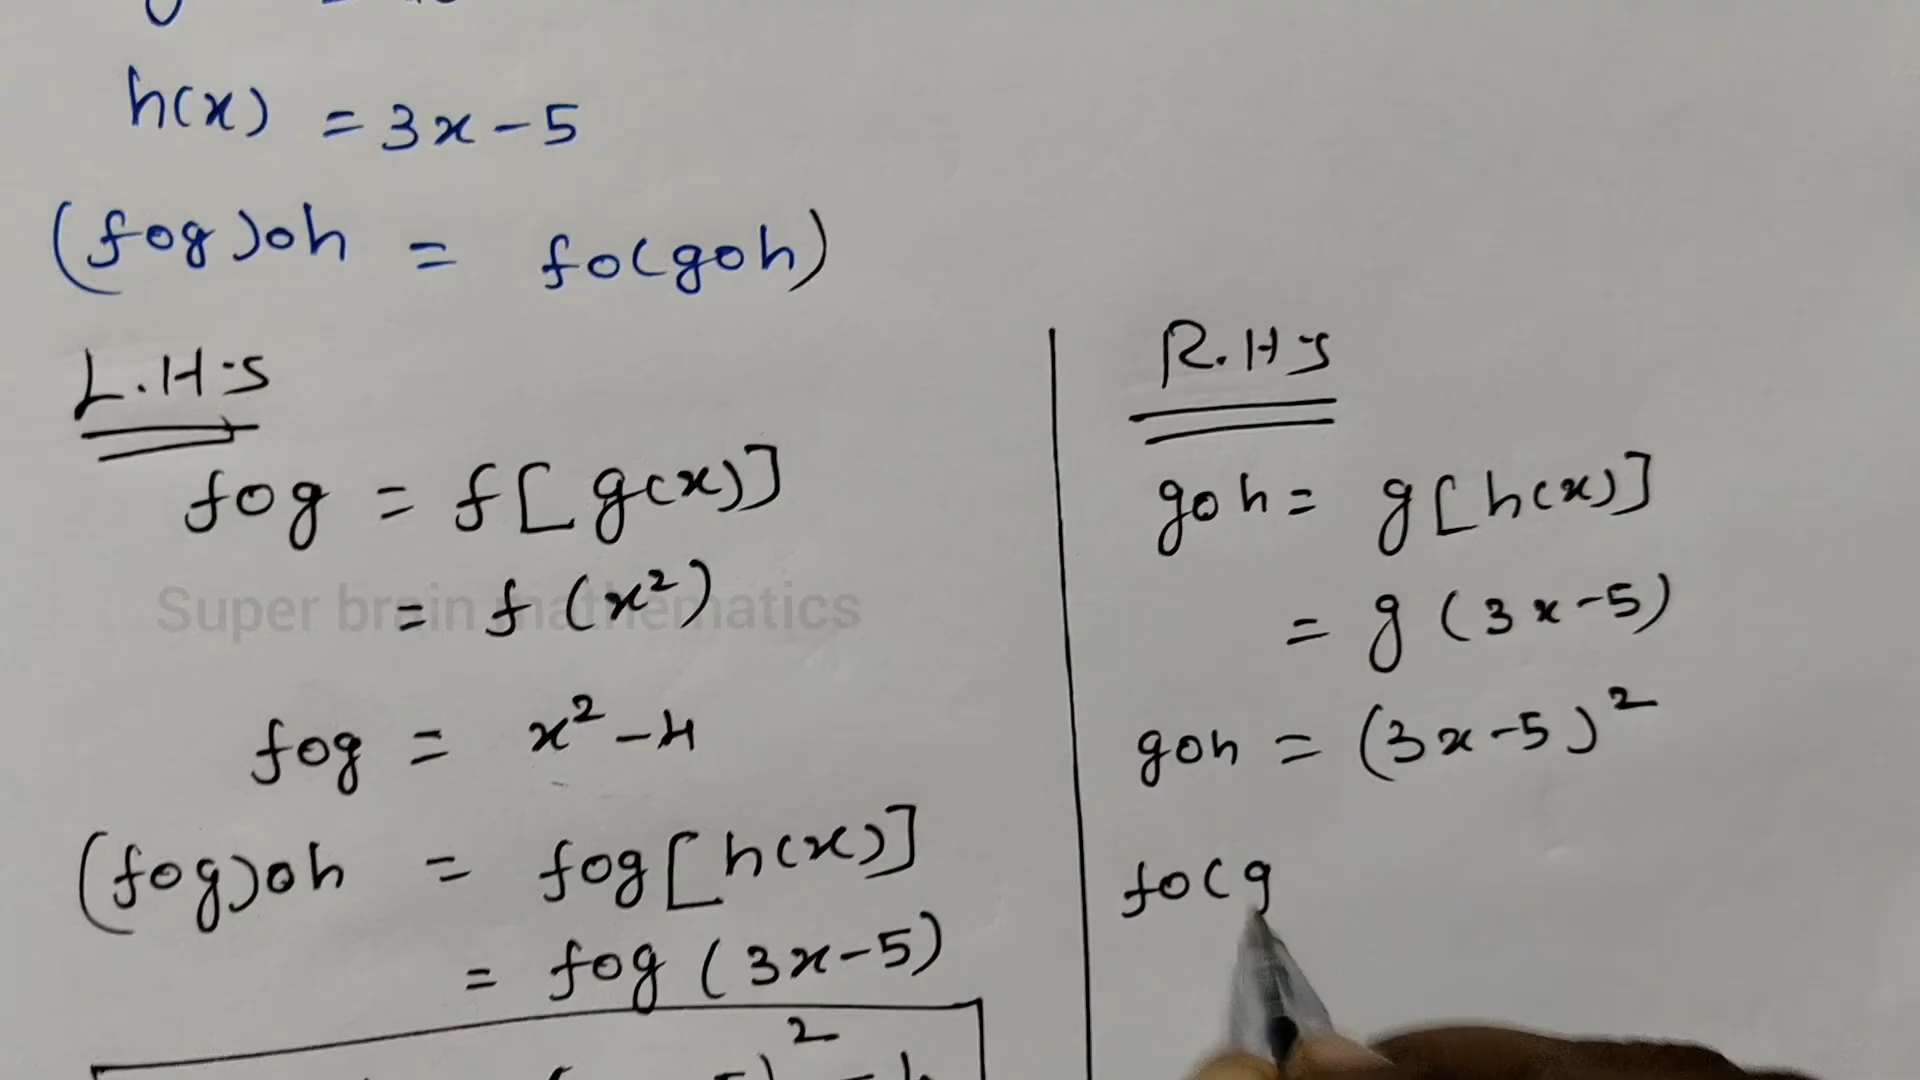 h(x) = 3x-5
(fog)oh = fo(goh)
L.H.S
fog = f[g(x)]
= f(x²)
fog = x²-4
(fog)oh = fog[h(x)]
= fog(3x-5)
R.H.S
goh = g[h(x)]
= g(3x-5)
goh = (3x-5)²
fo(g
Super brain mathematics